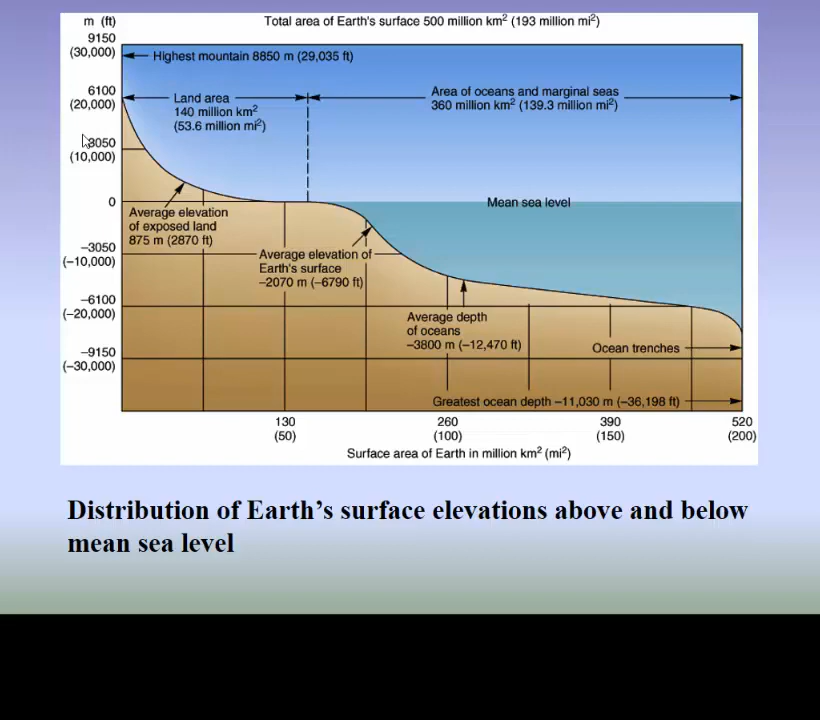 m (ft)
Total area of Earth's surface 500 million km² (193 million mi²)
9150
(30,000)
Highest mountain 8850 m (29,035 ft)
6100
(20,000)
Land area
140 million km²
(53.6 million mi²)
Area of oceans and marginal seas
360 million km² (139.3 million mi²)
3050
(10,000)
0
Mean sea level
Average elevation
of exposed land
875 m (2870 ft)
–3050
(–10,000)
Average elevation of
Earth's surface
–2070 m (–6790 ft)
–6100
(–20,000)
Average depth
of oceans
–3800 m (–12,470 ft)
Ocean trenches
–9150
(–30,000)
Greatest ocean depth –11,030 m (–36,198 ft)
130
(50)
260
(100)
390
(150)
520
(200)
Surface area of Earth in million km² (mi²)
Distribution of Earth's surface elevations above and below
mean sea level